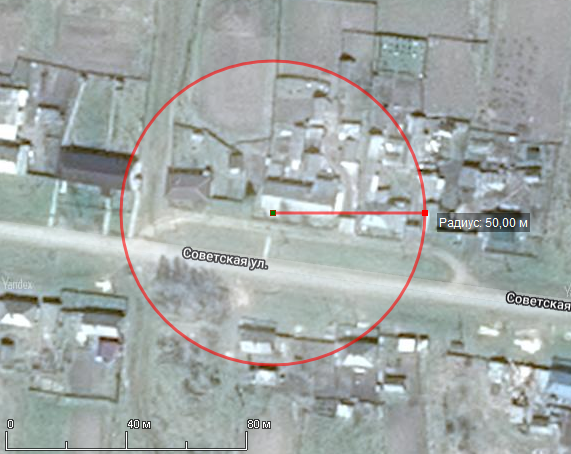 Радиус: 50,00 м
Советская ул.
Yandex
Советская
0 40 м 80 м